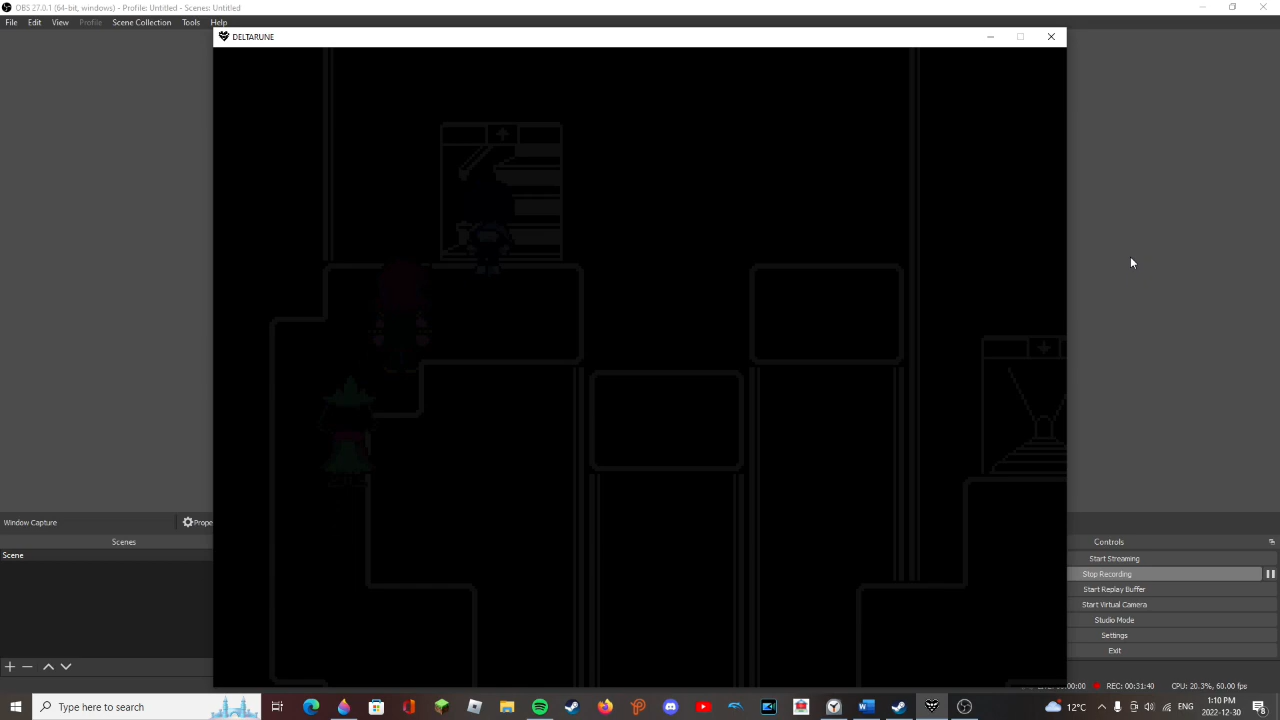 OBS 27.0.1 (64-bit, windows) - Profile: Untitled - Scenes: Untitled
File Edit View Profile Scene Collection Tools Help
DELTARUNE
Window Capture
Prope
Scenes
Controls
Scene
Start Streaming
Stop Recording
Start Replay Buffer
Start Virtual Camera
Studio Mode
Settings
Exit
REC: 00:31:40 CPU: 20.3%, 60.00 fps
Type here to search
12°C
ENG
1:10 PM
2022-12-30
8